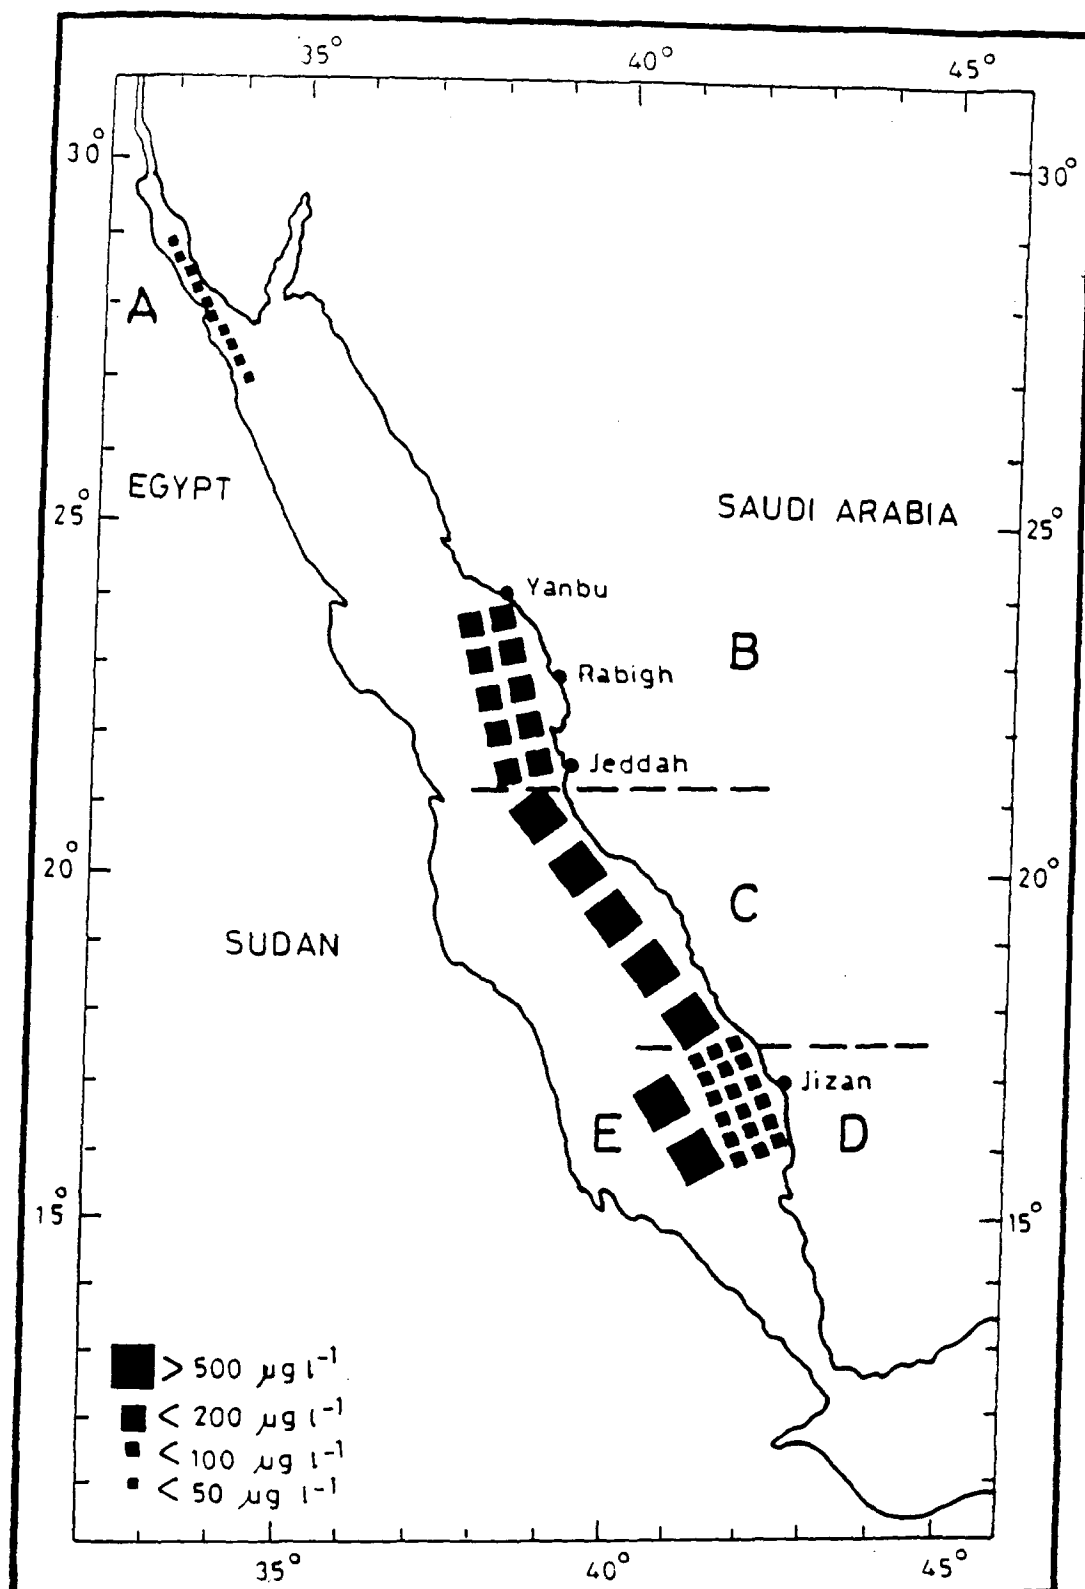 35° 40° 45°
30° 30°
A
EGYPT
SAUDI ARABIA
25° 25°
Yanbu
B
Rabigh
Jeddah
20° 20°
C
SUDAN
Jizan
E D
15° 15°
> 500 µg l⁻¹
< 200 µg l⁻¹
< 100 µg l⁻¹
< 50 µg l⁻¹
35° 40° 45°